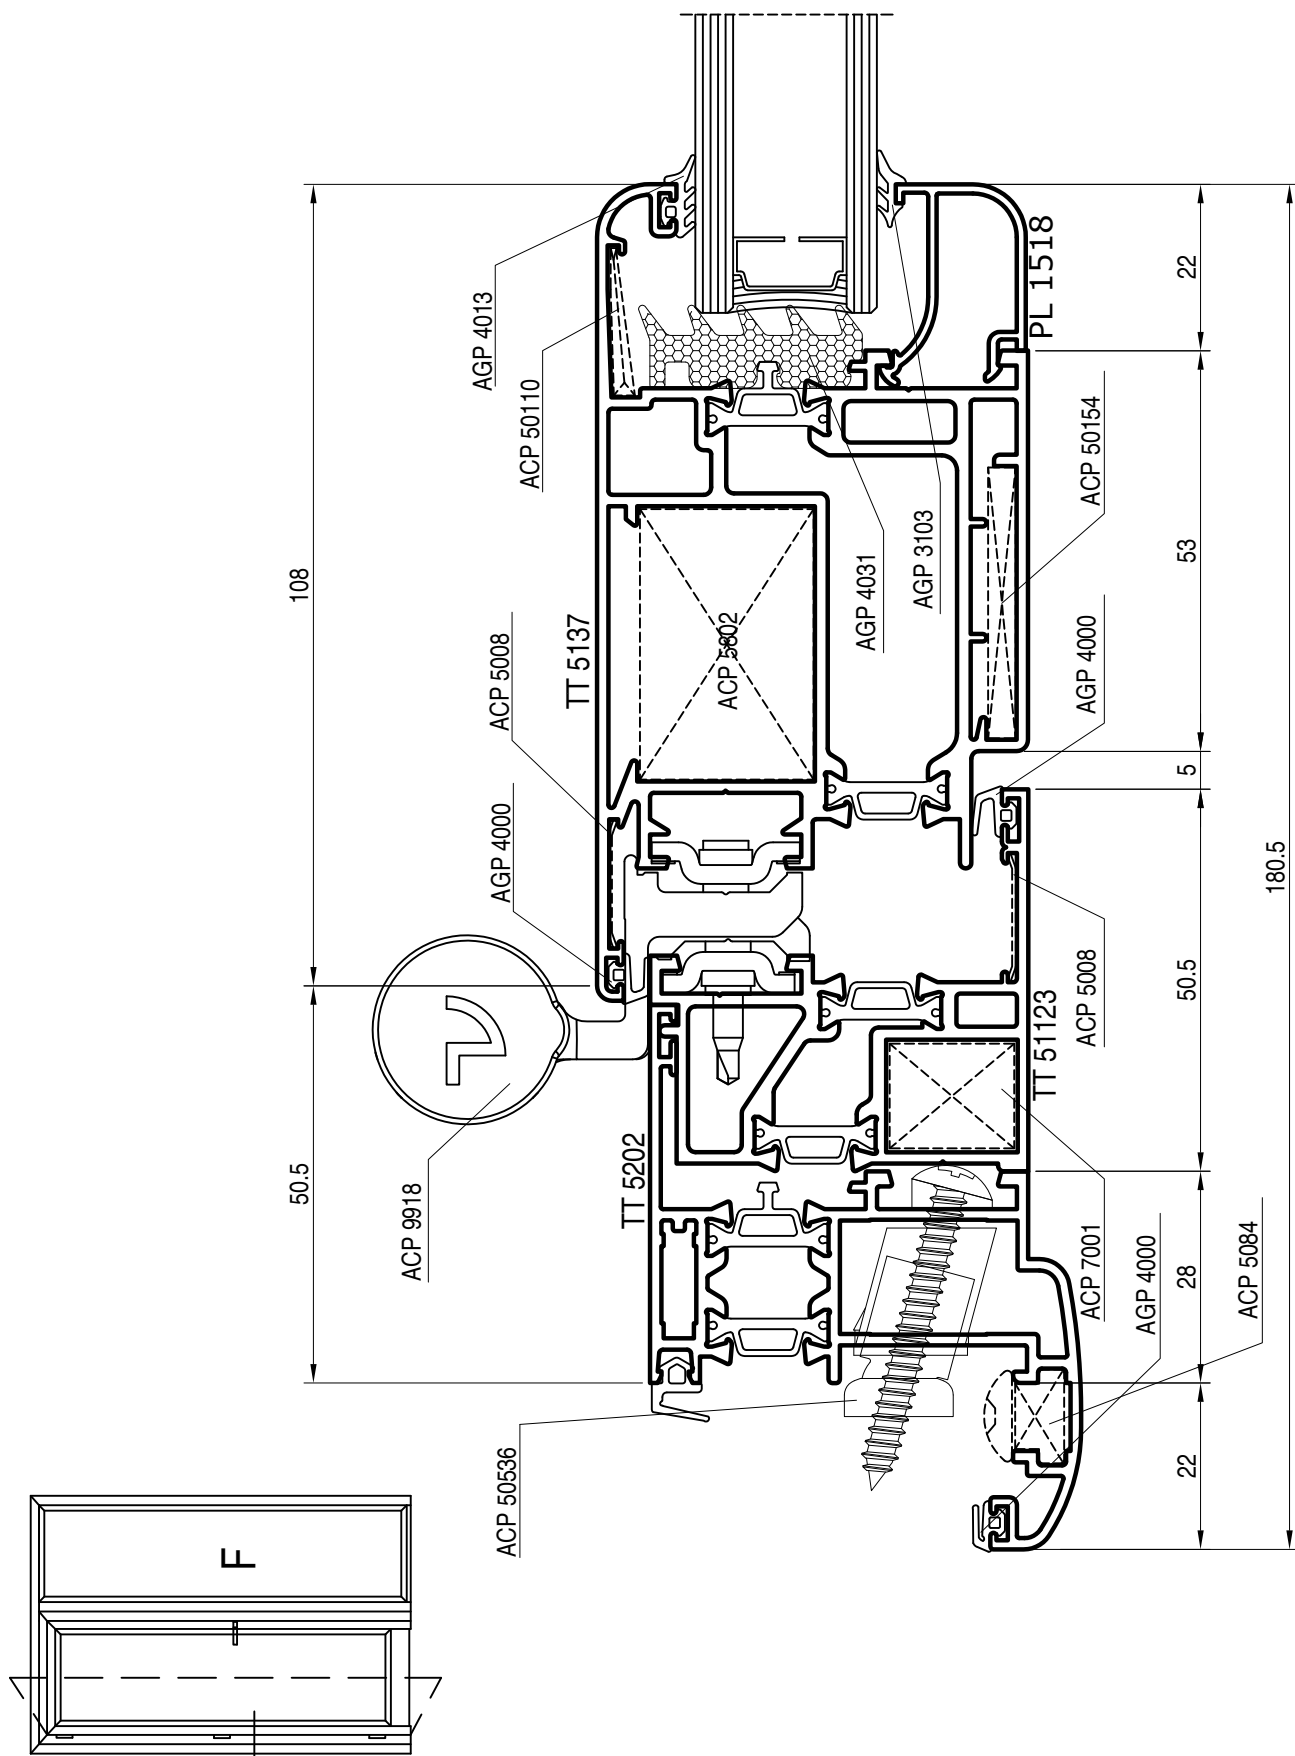 AGP 4013
ACP 50110
108
TT 5137
ACP 5008
AGP 4000
ACP 5802
AGP 4031
AGP 3103
PL 1518
22
ACP 50154
53
AGP 4000
5
180.5
50.5
ACP 5008
TT 51123
50.5
ACP 9918
TT 5202
ACP 7001
28
AGP 4000
ACP 5084
22
ACP 50536
F